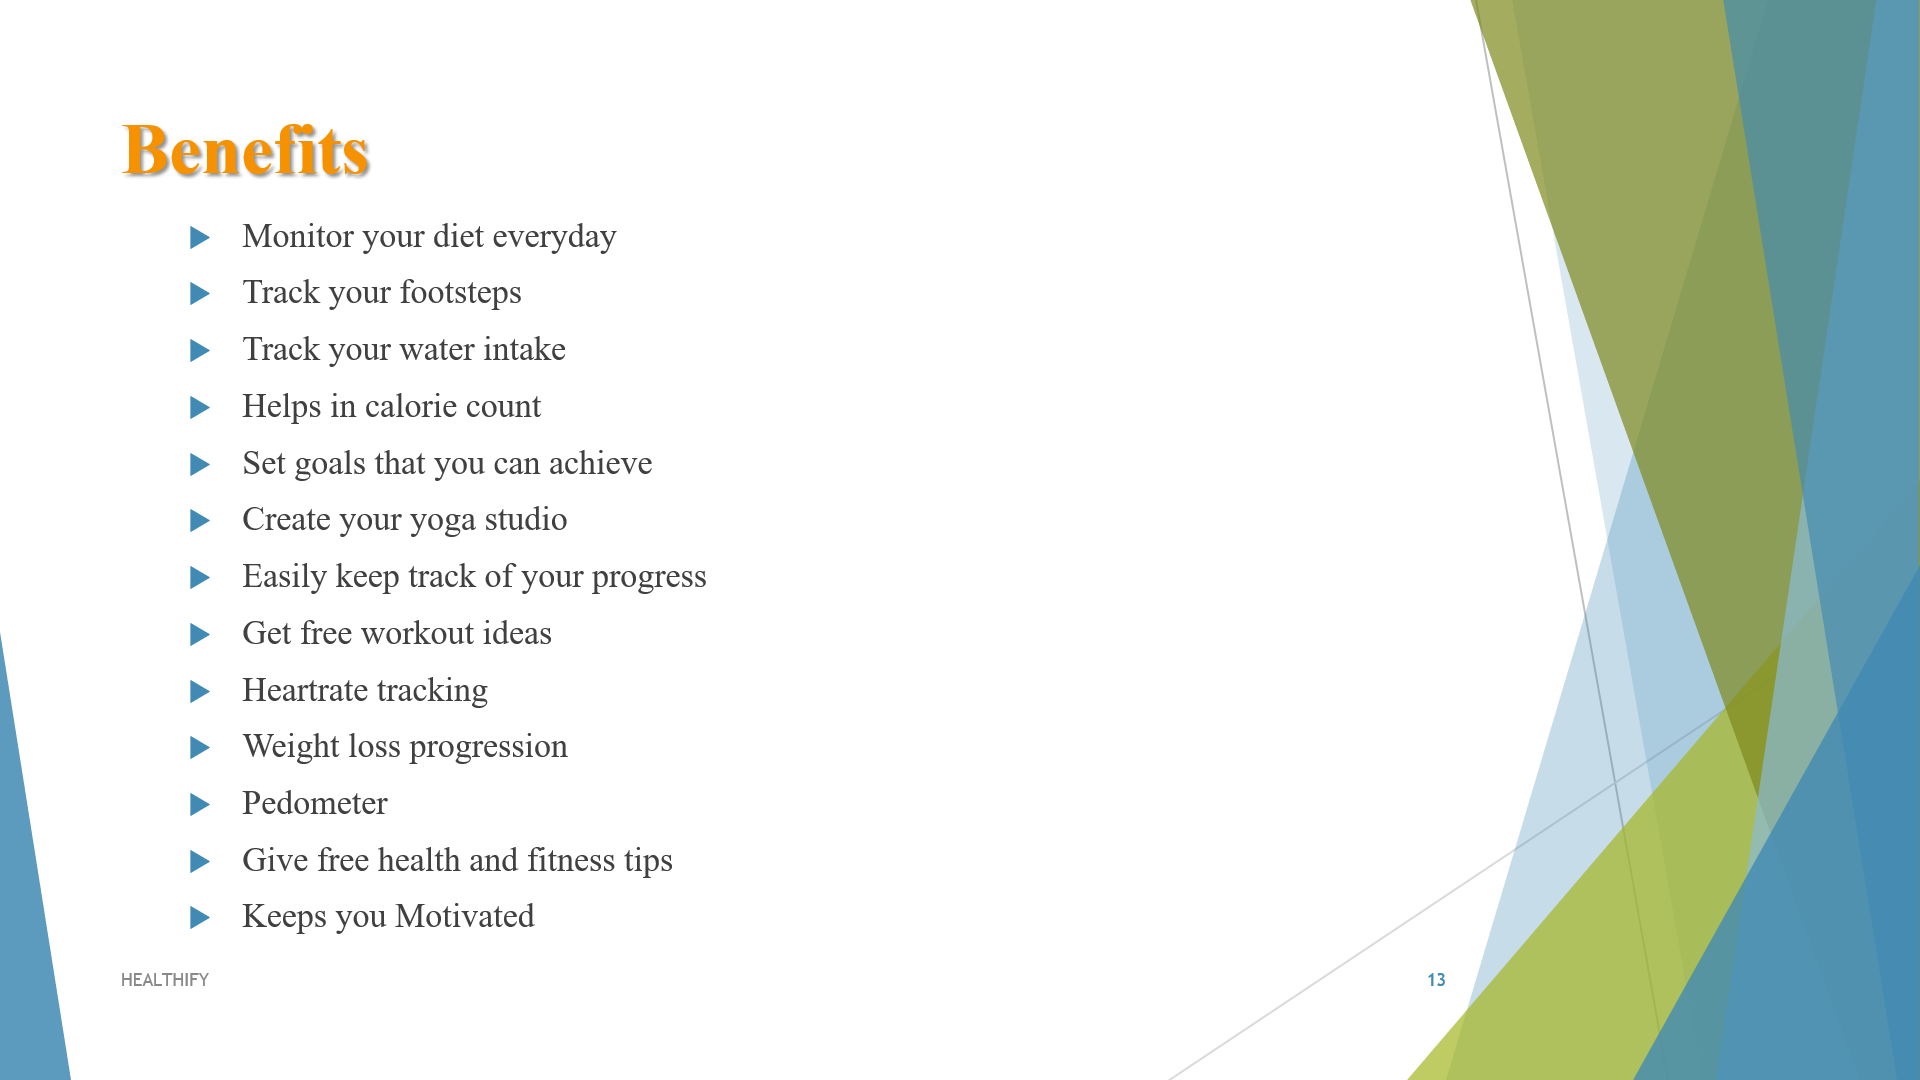 Benefits
Monitor your diet everyday
Track your footsteps
Track your water intake
Helps in calorie count
Set goals that you can achieve
Create your yoga studio
Easily keep track of your progress
Get free workout ideas
Heartrate tracking
Weight loss progression
Pedometer
Give free health and fitness tips
Keeps you Motivated
HEALTHIFY
13